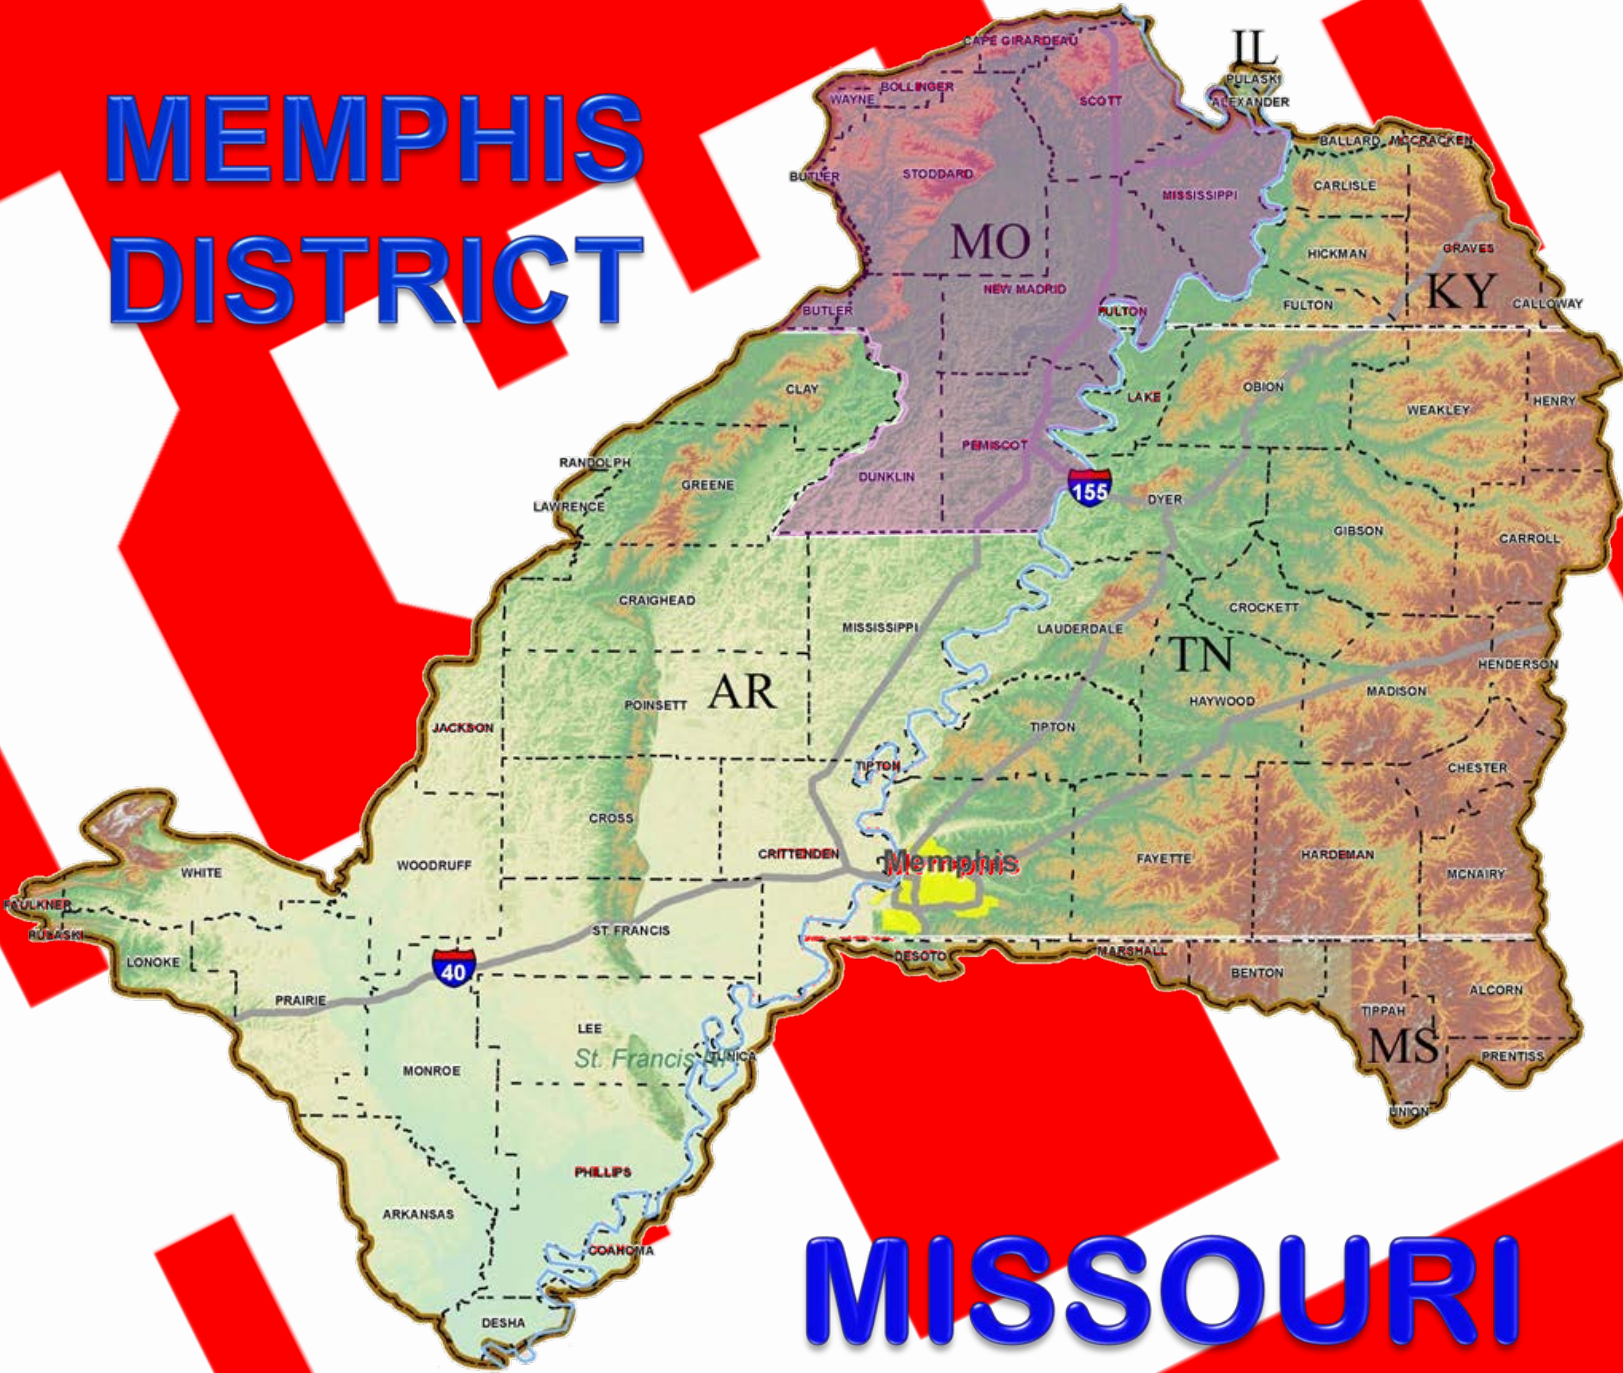 MEMPHIS
DISTRICT
CAPE GIRARDEAU
IL
PULASKI
ALEXANDER
BOLLINGER
WAYNE
SCOTT
BALLARD
MCCRACKEN
BUTLER
STODDARD
MISSISSIPPI
CARLISLE
MO
HICKMAN
GRAVES
NEW MADRID
KY
BUTLER
FULTON
FULTON
CALLOWAY
CLAY
LAKE
OBION
WEAKLEY
HENRY
PEMISCOT
RANDOLPH
DUNKLIN
GREENE
155
DYER
LAWRENCE
GIBSON
CARROLL
CRAIGHEAD
MISSISSIPPI
LAUDERDALE
CROCKETT
TN
HENDERSON
POINSETT
AR
HAYWOOD
MADISON
JACKSON
TIPTON
TIPTON
CHESTER
CROSS
CRITTENDEN
Memphis
FAYETTE
HARDEMAN
WOODRUFF
WHITE
MCNAIRY
FAULKNER
PULASKI
ST. FRANCIS
LONOKE
40
DESOTO
MARSHALL
BENTON
PRAIRIE
ALCORN
TIPPAH
LEE
MS
St. Francis
TUNICA
PRENTISS
MONROE
UNION
PHILLIPS
ARKANSAS
COAHOMA
DESHA
MISSOURI